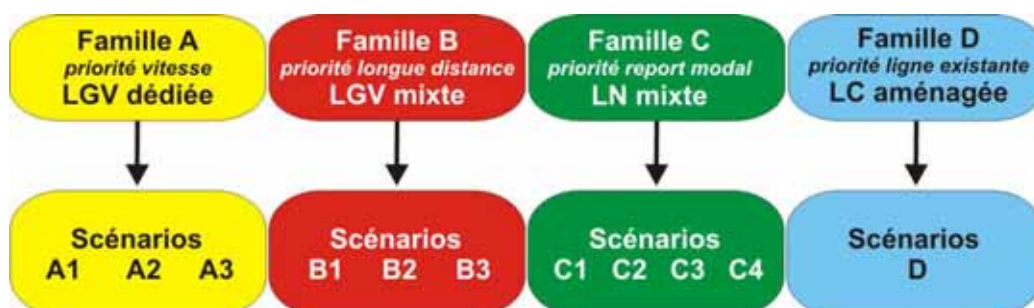 Famille A
priorité vitesse
LGV dédiée
Famille B
priorité longue distance
LGV mixte
Famille C
priorité report modal
LN mixte
Famille D
priorité ligne existante
LC aménagée
Scénarios
A1 A2 A3
Scénarios
B1 B2 B3
Scénarios
C1 C2 C3 C4
Scénarios
D